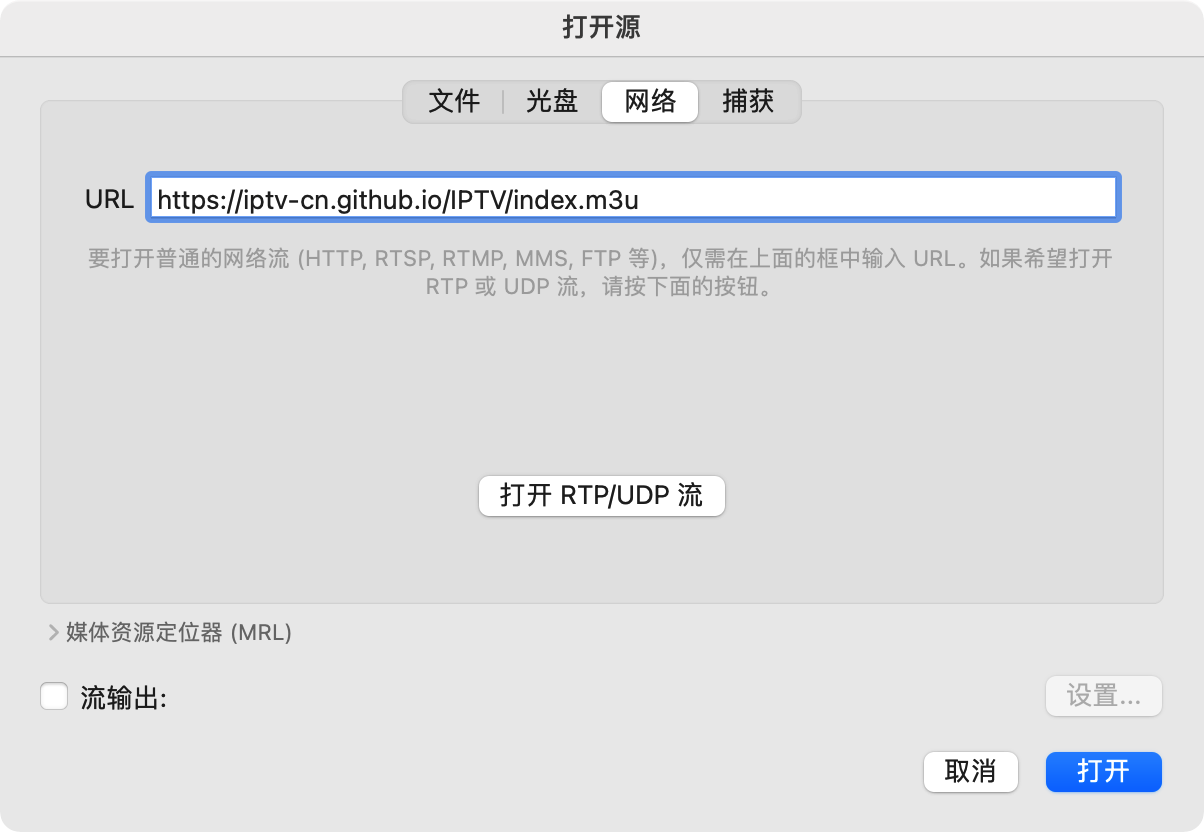 打开源
文件 光盘 网络 捕获
URL https://iptv-cn.github.io/IPTV/index.m3u
要打开普通的网络流 (HTTP, RTSP, RTMP, MMS, FTP 等)，仅需在上面的框中输入 URL。如果希望打开
RTP 或 UDP 流，请按下面的按钮。
打开 RTP/UDP 流
媒体资源定位器 (MRL)
流输出: 设置...
取消 打开